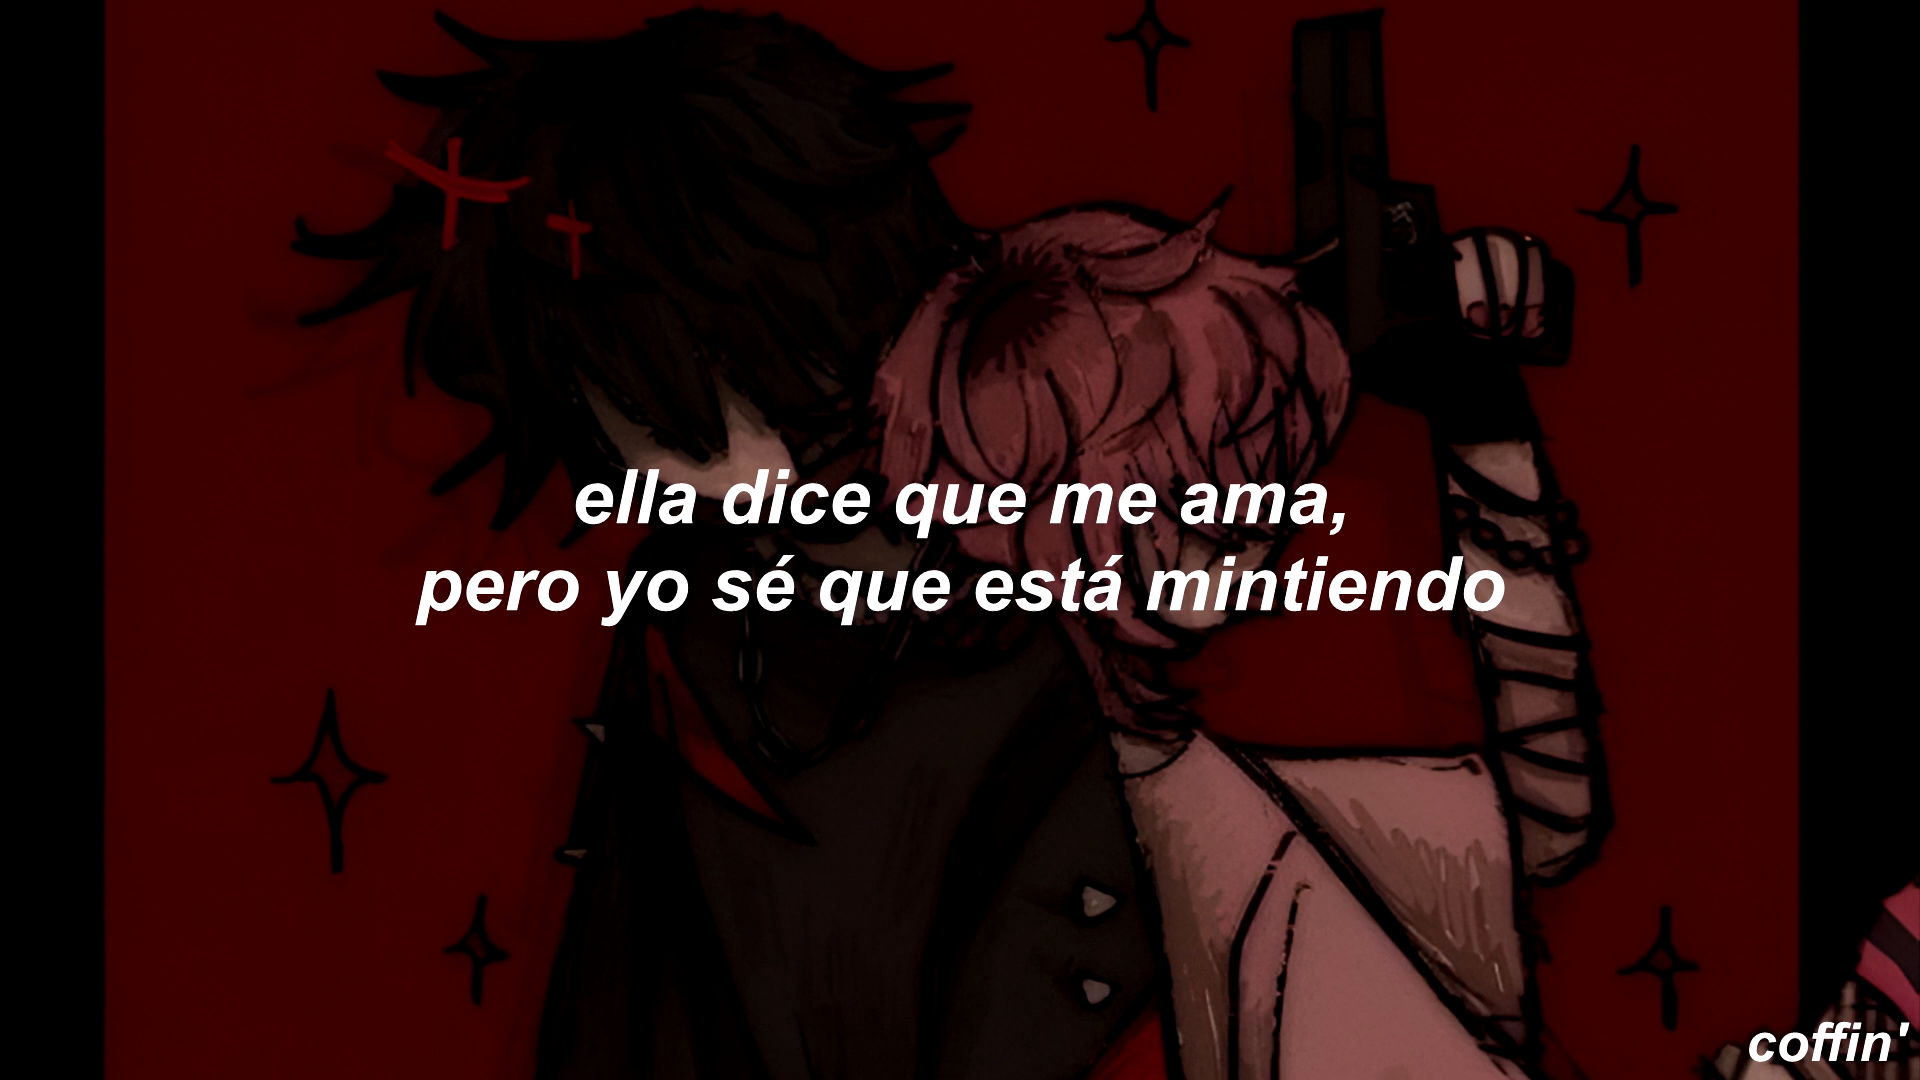 ella dice que me ama,
pero yo sé que está mintiendo
coffin'